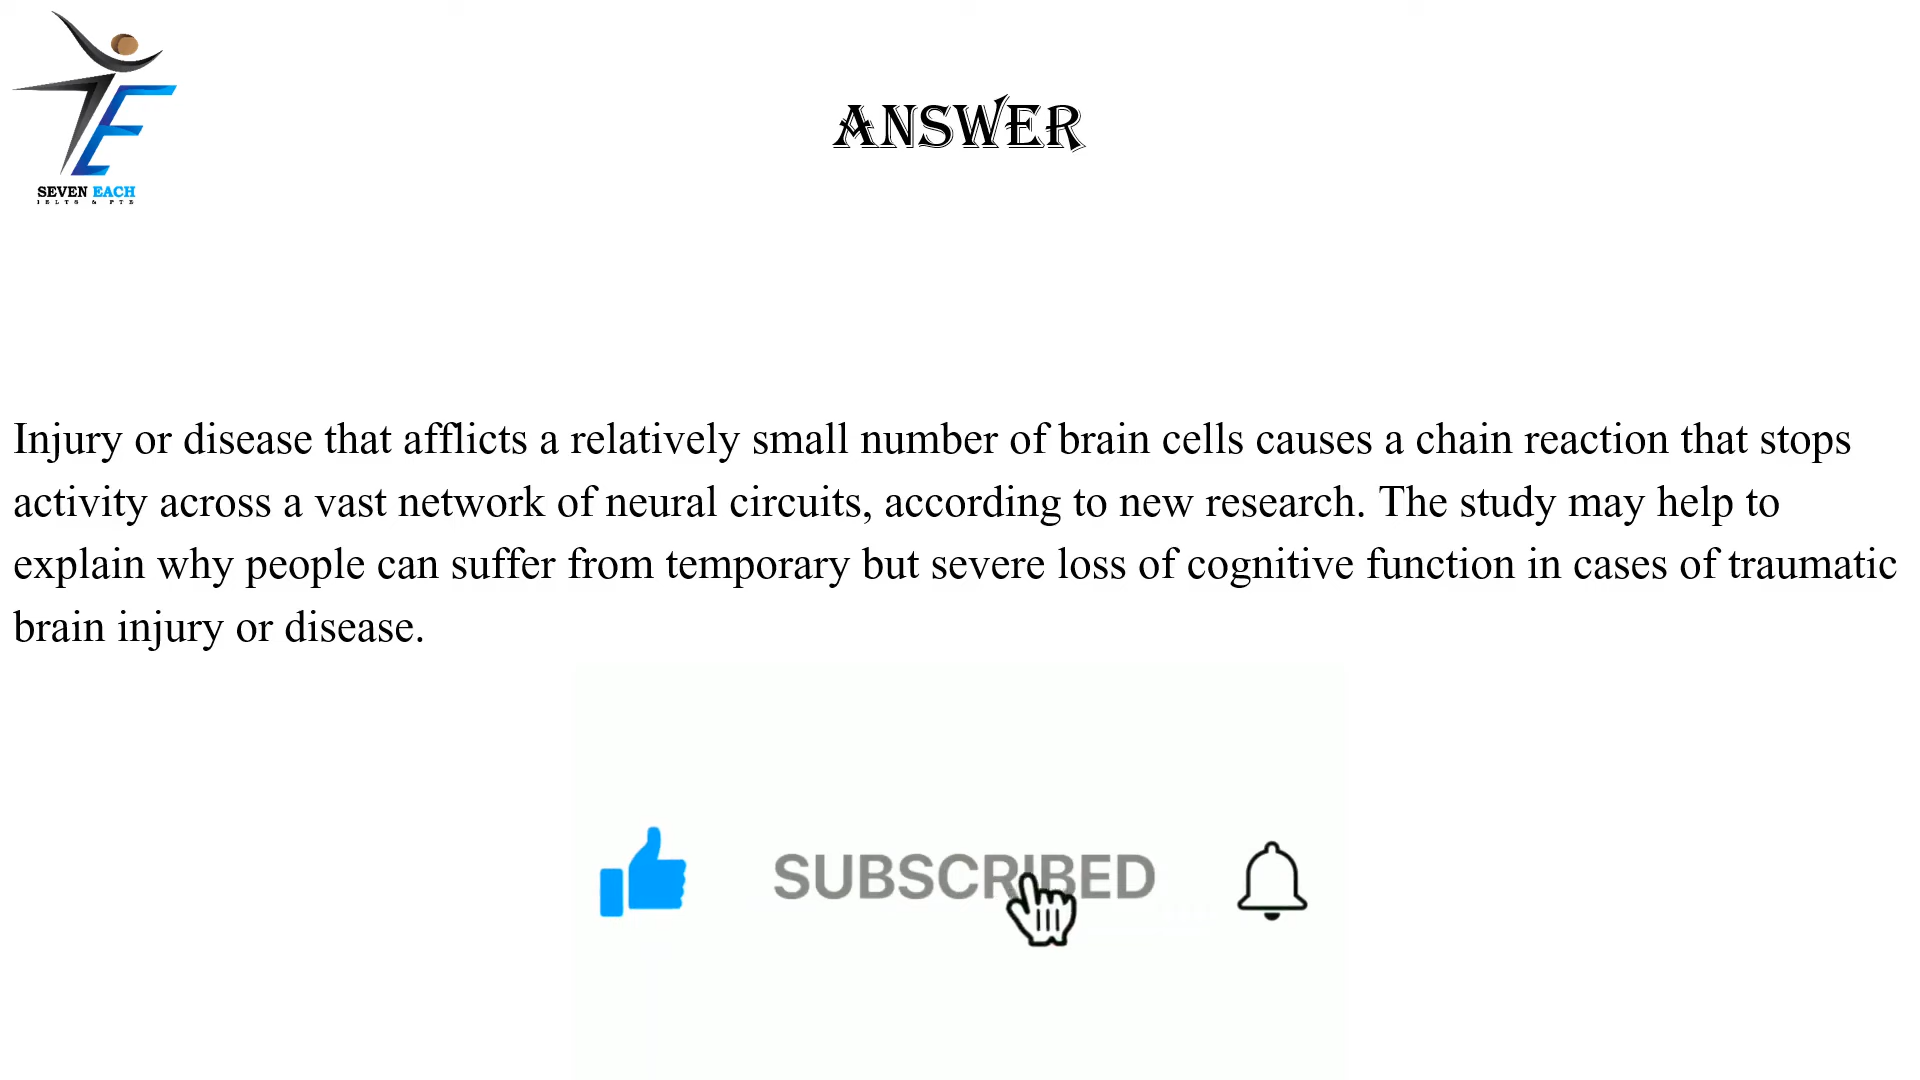 SEVEN EACH
IELTS & PTE
ANSWER
Injury or disease that afflicts a relatively small number of brain cells causes a chain reaction that stops
activity across a vast network of neural circuits, according to new research. The study may help to
explain why people can suffer from temporary but severe loss of cognitive function in cases of traumatic
brain injury or disease.
SUBSCRIBED